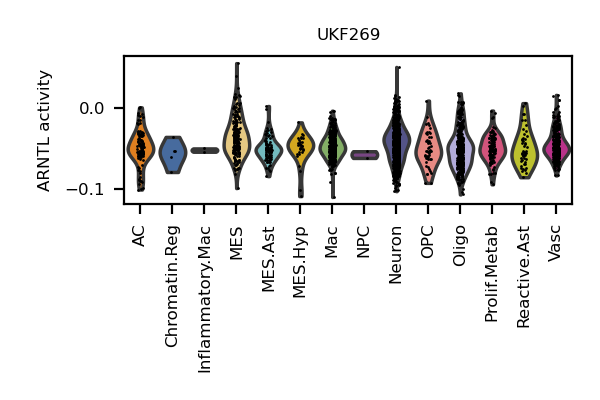 UKF269
ARNTL activity
0.0
−0.1
AC
Chromatin.Reg
Inflammatory.Mac
MES
MES.Ast
MES.Hyp
Mac
NPC
Neuron
OPC
Oligo
Prolif.Metab
Reactive.Ast
Vasc